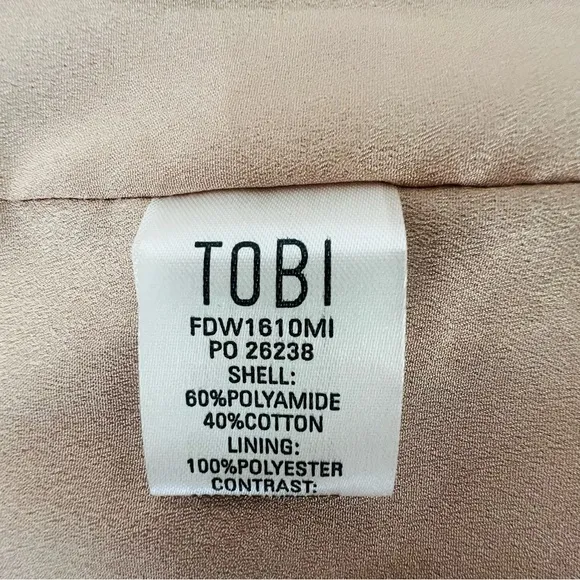 TOBI
FDW1610MI
PO 26238
SHELL:
60%POLYAMIDE
40%COTTON
LINING:
100%POLYESTER
CONTRAST: